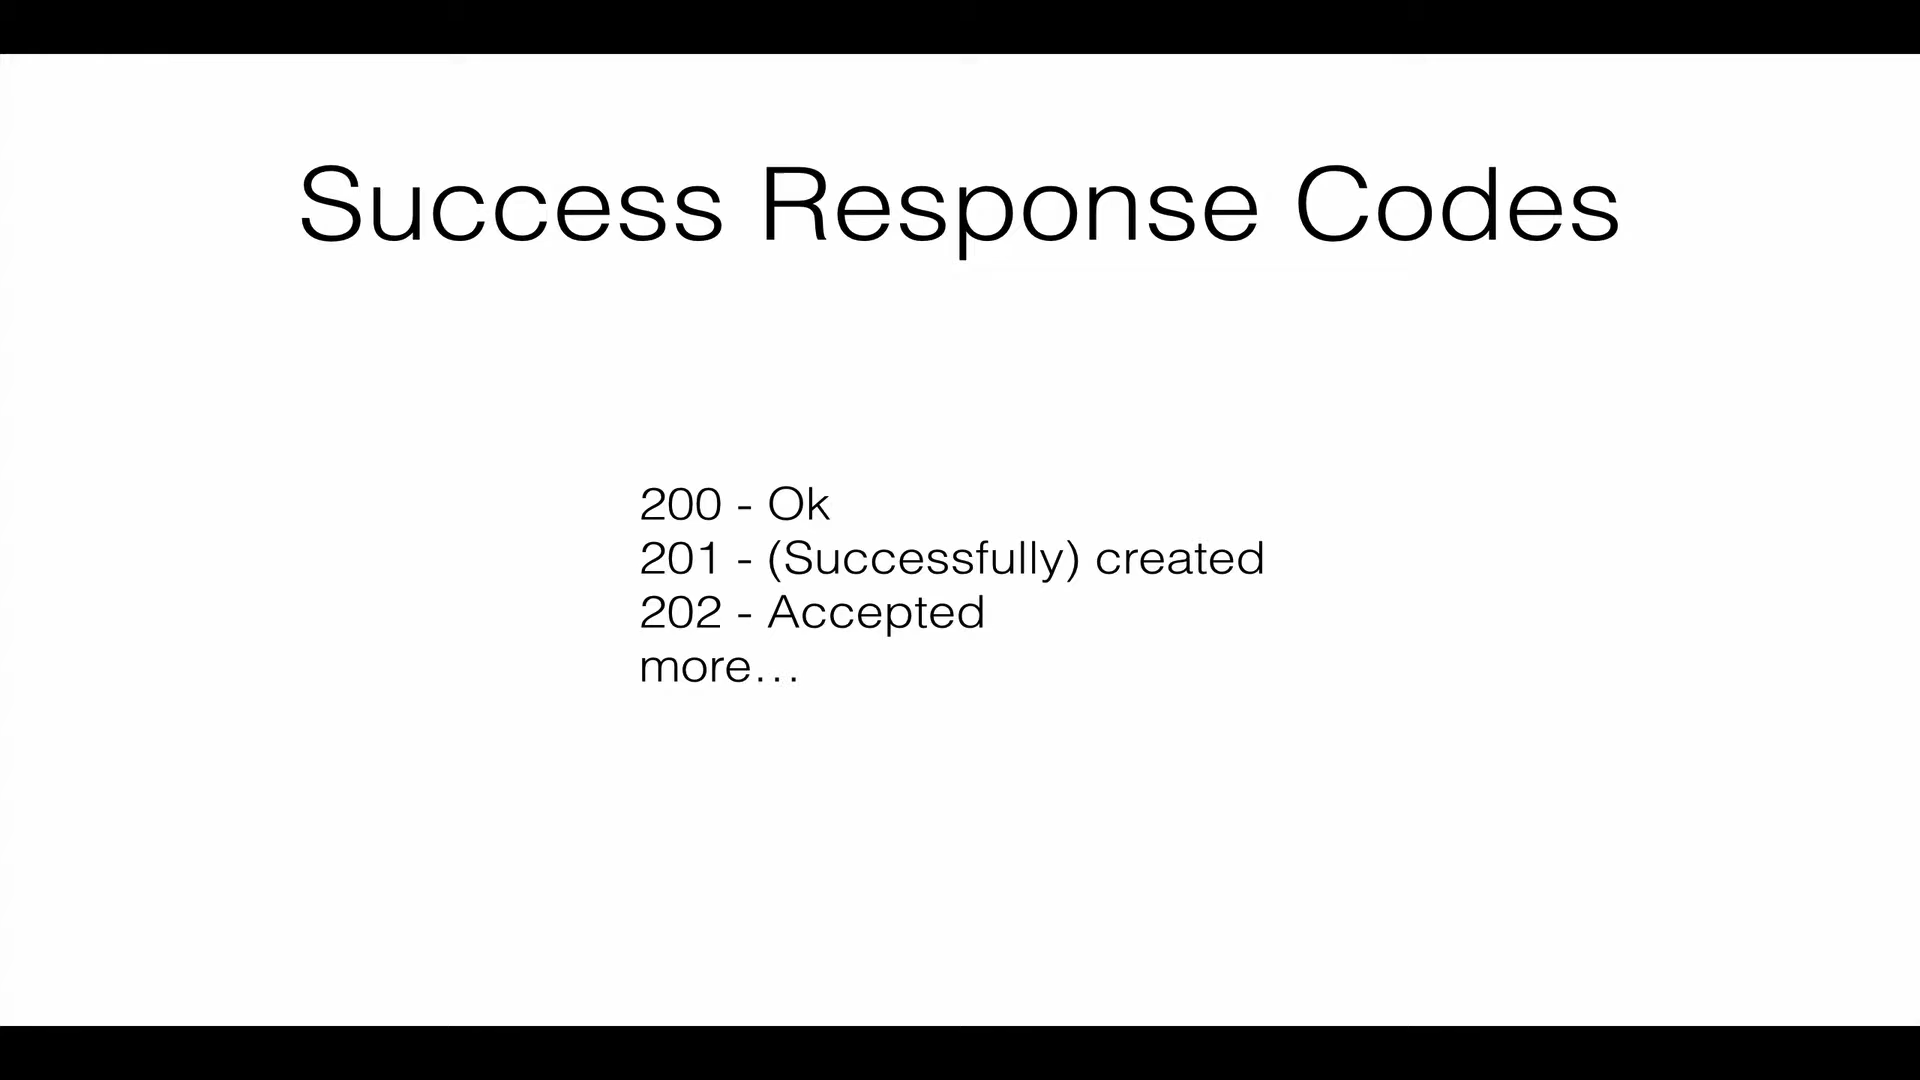 Success Response Codes
200 - Ok
201 - (Successfully) created
202 - Accepted
more…